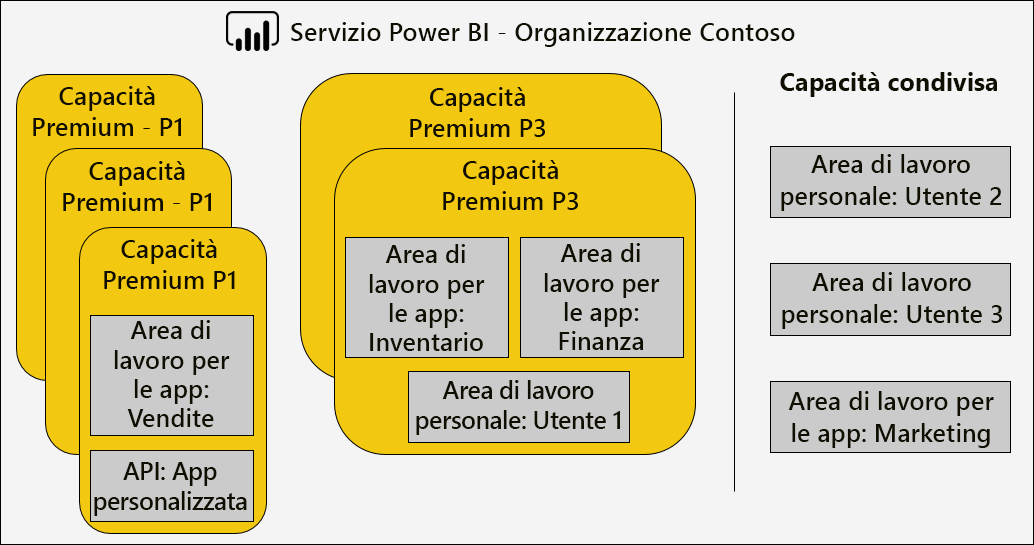 Servizio Power BI - Organizzazione Contoso
Capacità
Premium - P1
Capacità
Premium - P1
Capacità
Premium P1
Area di
lavoro per
le app:
Vendite
API: App
personalizzata
Capacità
Premium P3
Capacità
Premium P3
Area di
lavoro per
le app:
Inventario
Area di
lavoro per
le app:
Finanza
Area di lavoro
personale: Utente 1
Capacità condivisa
Area di lavoro
personale: Utente 2
Area di lavoro
personale: Utente 3
Area di lavoro per
le app: Marketing